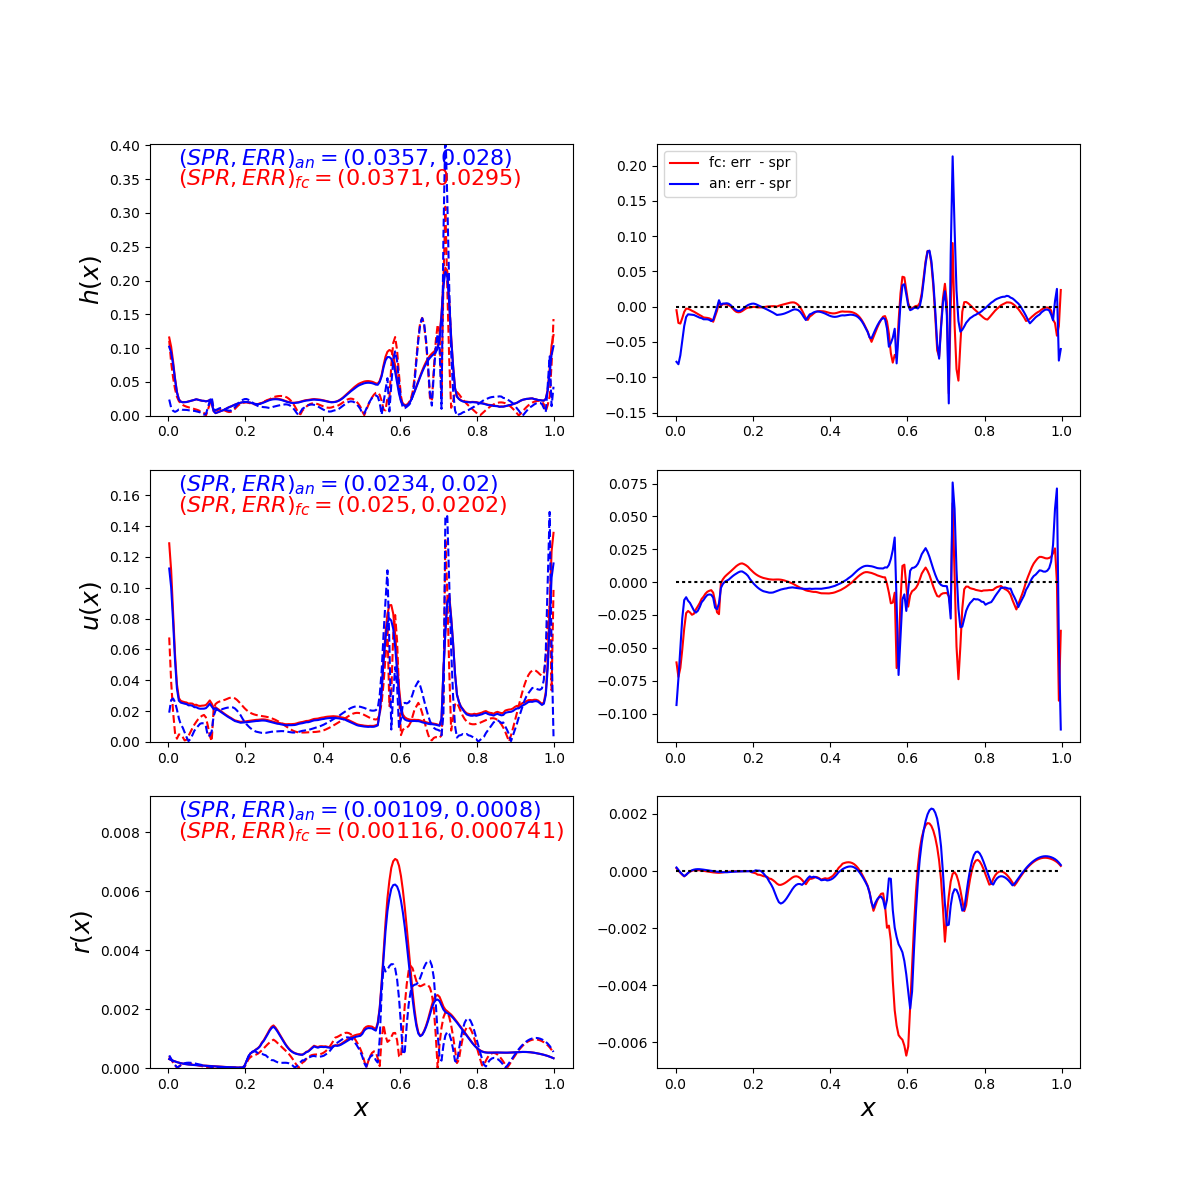 (SPR, ERR)an = (0.0357, 0.028)
(SPR, ERR)fc = (0.0371, 0.0295)
h(x)
0.40
0.35
0.30
0.25
0.20
0.15
0.10
0.05
0.00
0.0 0.2 0.4 0.6 0.8 1.0
fc: err - spr
an: err - spr
0.20
0.15
0.10
0.05
0.00
−0.05
−0.10
−0.15
0.0 0.2 0.4 0.6 0.8 1.0
(SPR, ERR)an = (0.0234, 0.02)
(SPR, ERR)fc = (0.025, 0.0202)
u(x)
0.16
0.14
0.12
0.10
0.08
0.06
0.04
0.02
0.00
0.0 0.2 0.4 0.6 0.8 1.0
0.075
0.050
0.025
0.000
−0.025
−0.050
−0.075
−0.100
0.0 0.2 0.4 0.6 0.8 1.0
(SPR, ERR)an = (0.00109, 0.0008)
(SPR, ERR)fc = (0.00116, 0.000741)
r(x)
0.008
0.006
0.004
0.002
0.000
0.0 0.2 0.4 0.6 0.8 1.0
x
0.002
0.000
−0.002
−0.004
−0.006
0.0 0.2 0.4 0.6 0.8 1.0
x